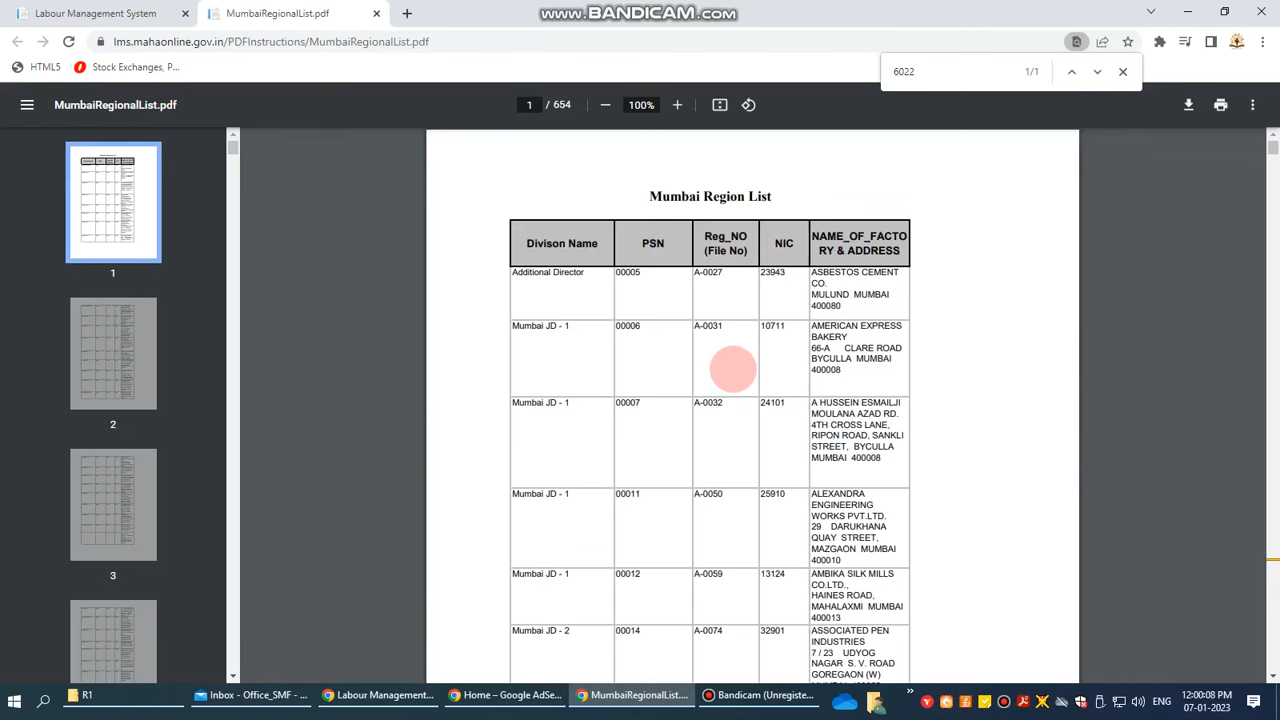 Labour Management System
MumbaiRegionalList.pdf
WWW.BANDICAM.COM
lms.mahaonline.gov.in/PDFInstructions/MumbaiRegionalList.pdf
HTML5
Stock Exchanges, P...
6022
1/1
MumbaiRegionalList.pdf
1 / 654
100%
1
2
3
Mumbai Region List
Divison Name
PSN
Reg_NO
(File No)
NIC
NAME_OF_FACTO
RY & ADDRESS
Additional Director
00005
A-0027
23943
ASBESTOS CEMENT
CO.
MULUND MUMBAI
400080
Mumbai JD - 1
00006
A-0031
10711
AMERICAN EXPRESS
BAKERY
66-A CLARE ROAD
BYCULLA MUMBAI
400008
Mumbai JD - 1
00007
A-0032
24101
A HUSSEIN ESMAILJI
MOULANA AZAD RD.
4TH CROSS LANE,
RIPON ROAD, SANKLI
STREET, BYCULLA
MUMBAI 400008
Mumbai JD - 1
00011
A-0050
25910
ALEXANDRA
ENGINEERING
WORKS PVT.LTD.
29 DARUKHANA
QUAY STREET,
MAZGAON MUMBAI
400010
Mumbai JD - 1
00012
A-0059
13124
AMBIKA SILK MILLS
CO.LTD.,
HAINES ROAD,
MAHALAXMI MUMBAI
400013
Mumbai JD - 2
00014
A-0074
32901
ASSOCIATED PEN
INDUSTRIES
7 / 23 UDYOG
NAGAR S. V. ROAD
GOREGAON (W)
R1
Inbox - Office_SMF - ...
Labour Management...
Home – Google AdSe...
MumbaiRegionalList....
Bandicam (Unregiste...
ENG
12:00:08 PM
07-01-2023